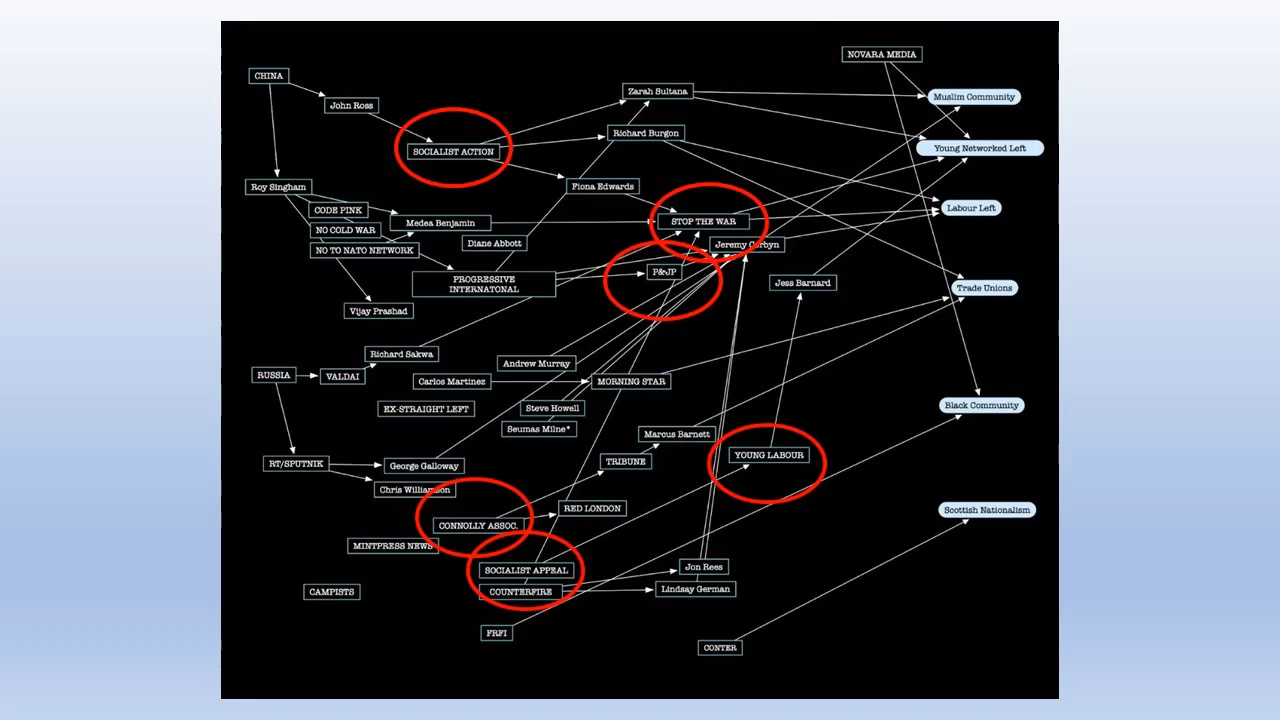 NOVARA MEDIA
CHINA
Zarah Sultana
Muslim Community
John Ross
Richard Burgon
SOCIALIST ACTION
Young Networked Left
Roy Singham
Fiona Edwards
CODE PINK
Labour Left
Medea Benjamin
STOP THE WAR
NO COLD WAR
Diane Abbott
Jeremy Corbyn
NO TO NATO NETWORK
P&JP
PROGRESSIVE
INTERNATONAL
Jess Barnard
Trade Unions
Vijay Prashad
Richard Sakwa
Andrew Murray
RUSSIA
VALDAI
Carlos Martinez
MORNING STAR
EX-STRAIGHT LEFT
Steve Howell
Black Community
Seumas Milne*
Marcus Barnett
YOUNG LABOUR
RT/SPUTNIK
George Galloway
TRIBUNE
Chris Williamson
RED LONDON
Scottish Nationalism
CONNOLLY ASSOC.
MINTPRESS NEWS
SOCIALIST APPEAL
Jon Rees
CAMPISTS
COUNTERFIRE
Lindsay German
FRFI
CONTER